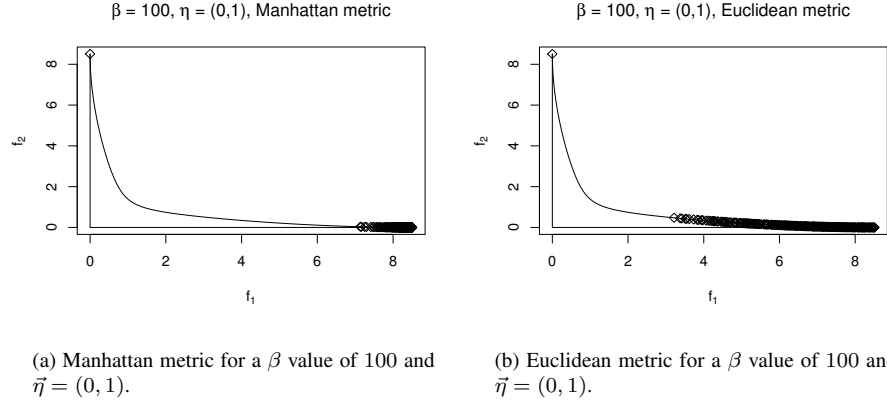 β = 100, η = (0,1), Manhattan metric
f₂
8
6
4
2
0
0 2 4 6 8
f₁
(a) Manhattan metric for a β value of 100 and
η⃗ = (0, 1).
β = 100, η = (0,1), Euclidean metric
f₂
8
6
4
2
0
0 2 4 6 8
f₁
(b) Euclidean metric for a β value of 100 an
η⃗ = (0, 1).